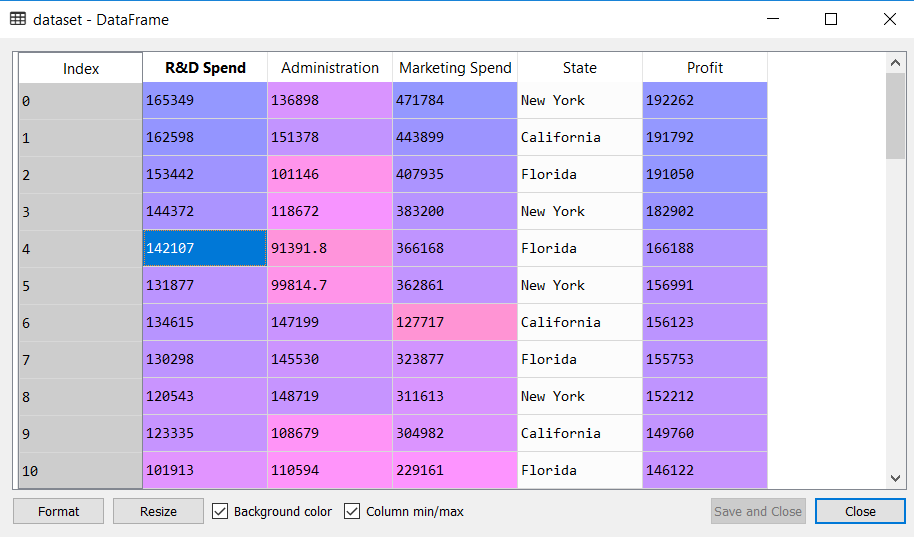 dataset - DataFrame
Index R&D Spend Administration Marketing Spend State Profit
0 165349 136898 471784 New York 192262
1 162598 151378 443899 California 191792
2 153442 101146 407935 Florida 191050
3 144372 118672 383200 New York 182902
4 142107 91391.8 366168 Florida 166188
5 131877 99814.7 362861 New York 156991
6 134615 147199 127717 California 156123
7 130298 145530 323877 Florida 155753
8 120543 148719 311613 New York 152212
9 123335 108679 304982 California 149760
10 101913 110594 229161 Florida 146122
Format Resize Background color Column min/max Save and Close Close